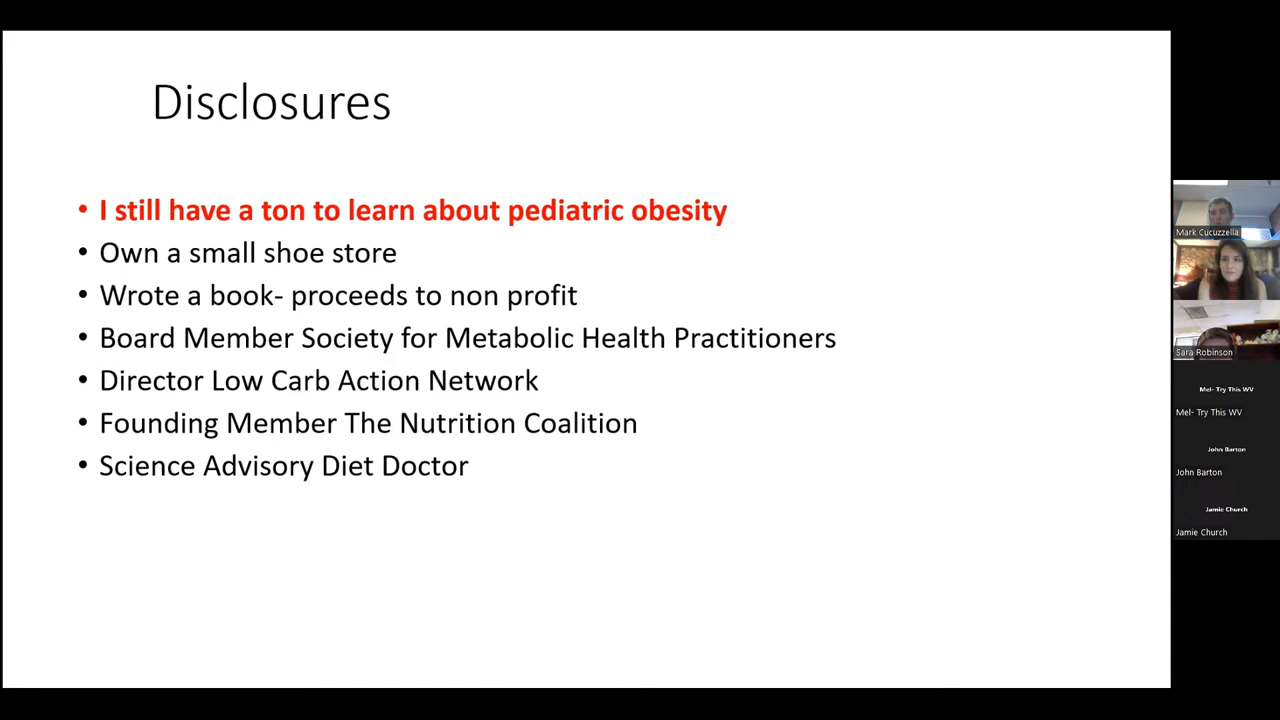 Disclosures
• I still have a ton to learn about pediatric obesity
• Own a small shoe store
• Wrote a book- proceeds to non profit
• Board Member Society for Metabolic Health Practitioners
• Director Low Carb Action Network
• Founding Member The Nutrition Coalition
• Science Advisory Diet Doctor
Mark Cucuzzella
Sara Robinson
Mel- Try This WV
Mel- Try This WV
John Barton
John Barton
Jamie Church
Jamie Church